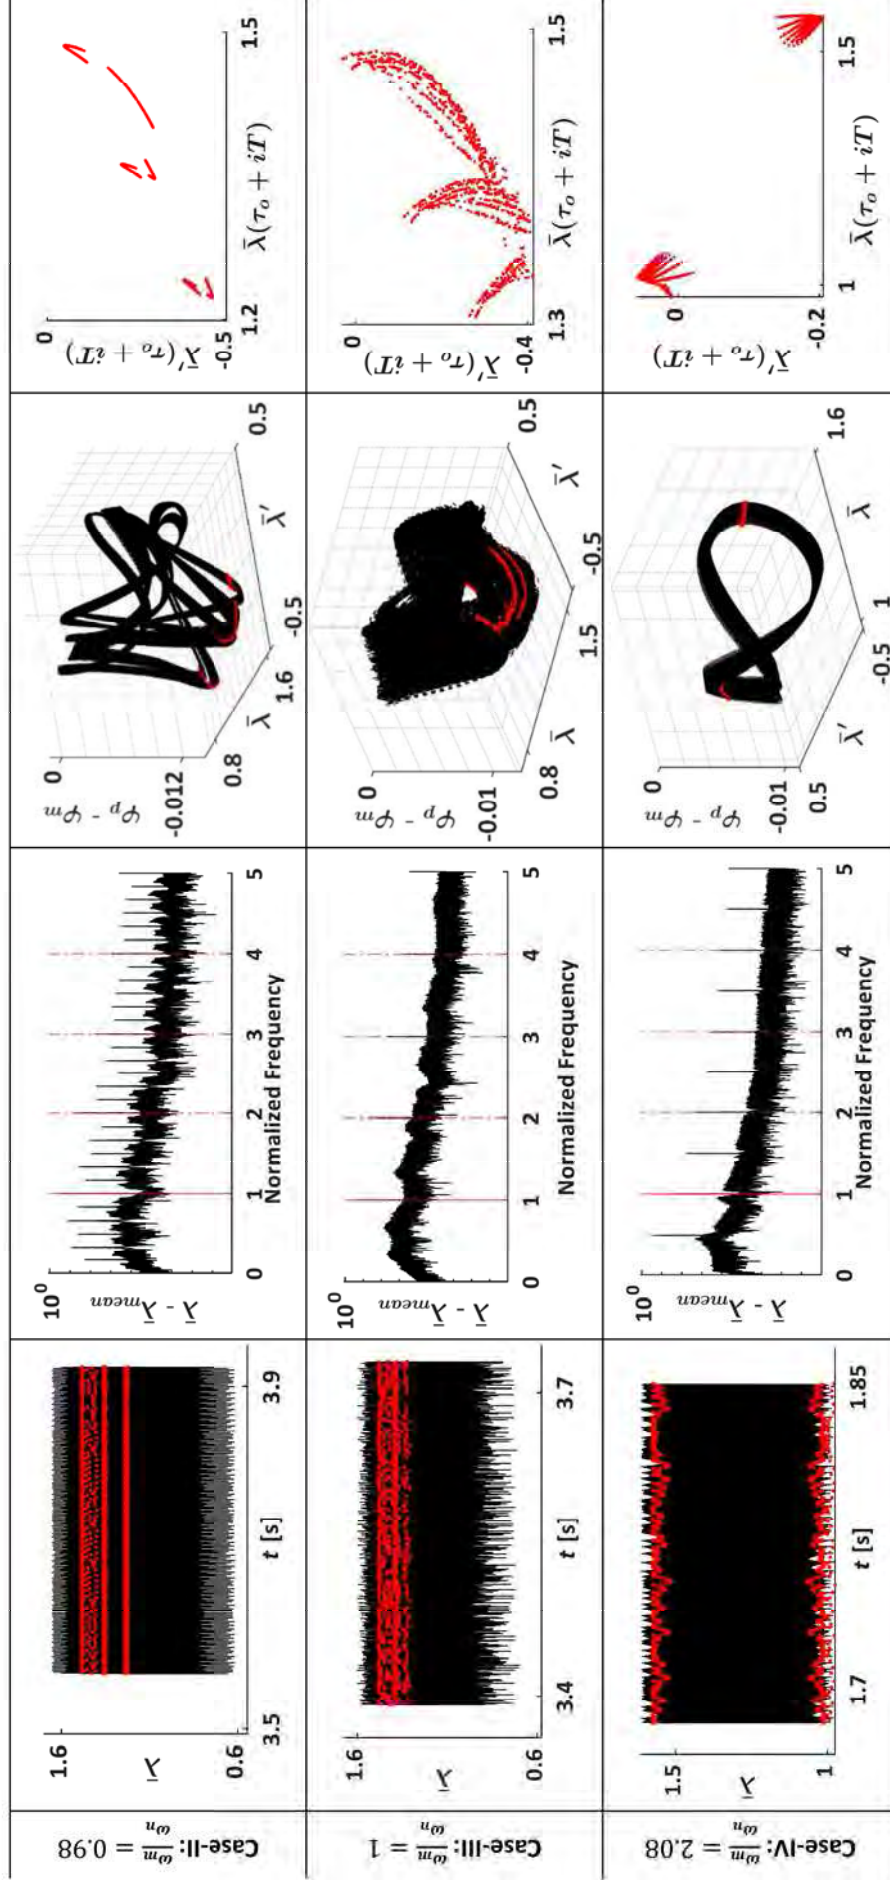 Case-II: ωm/ωn = 0.98
λ̄
1.6
0.6
3.5
3.9
t [s]
λ̄ - λ̄mean
10^0
0
1
2
3
4
5
Normalized Frequency
φp - φm
0
-0.012
0.8
λ̄
1.6
-0.5
λ̄′
0.5
λ̄′(τo + iT)
0
-0.5
1.2
1.5
λ̄(τo + iT)
Case-III: ωm/ωn = 1
λ̄
1.6
0.6
3.4
3.7
t [s]
λ̄ - λ̄mean
10^0
0
1
2
3
4
5
Normalized Frequency
φp - φm
0
-0.01
0.8
λ̄
1.5
-0.5
λ̄′
0.5
λ̄′(τo + iT)
0
-0.4
1.3
1.5
λ̄(τo + iT)
Case-IV: ωm/ωn = 2.08
λ̄
1.5
1
1.7
1.85
t [s]
λ̄ - λ̄mean
10^0
0
1
2
3
4
5
Normalized Frequency
φp - φm
0
-0.01
0.5
λ̄′
-0.5
1
λ̄
1.6
λ̄′(τo + iT)
0
-0.2
1
1.5
λ̄(τo + iT)